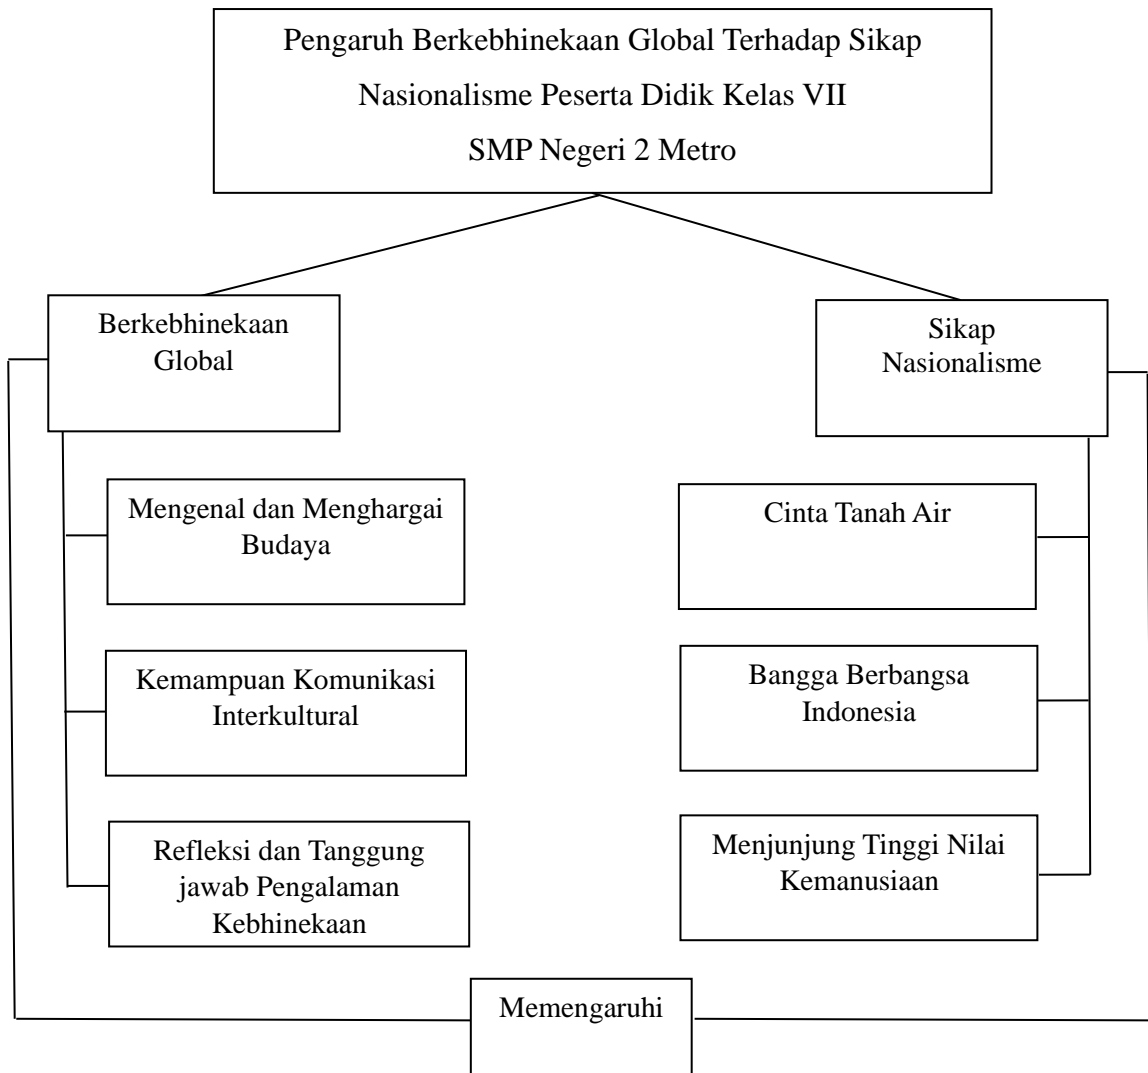 Pengaruh Berkebhinekaan Global Terhadap Sikap
Nasionalisme Peserta Didik Kelas VII
SMP Negeri 2 Metro
Berkebhinekaan
Global
Sikap
Nasionalisme
Mengenal dan Menghargai
Budaya
Cinta Tanah Air
Kemampuan Komunikasi
Interkultural
Bangga Berbangsa
Indonesia
Refleksi dan Tanggung
jawab Pengalaman
Kebhinekaan
Menjunjung Tinggi Nilai
Kemanusiaan
Memengaruhi